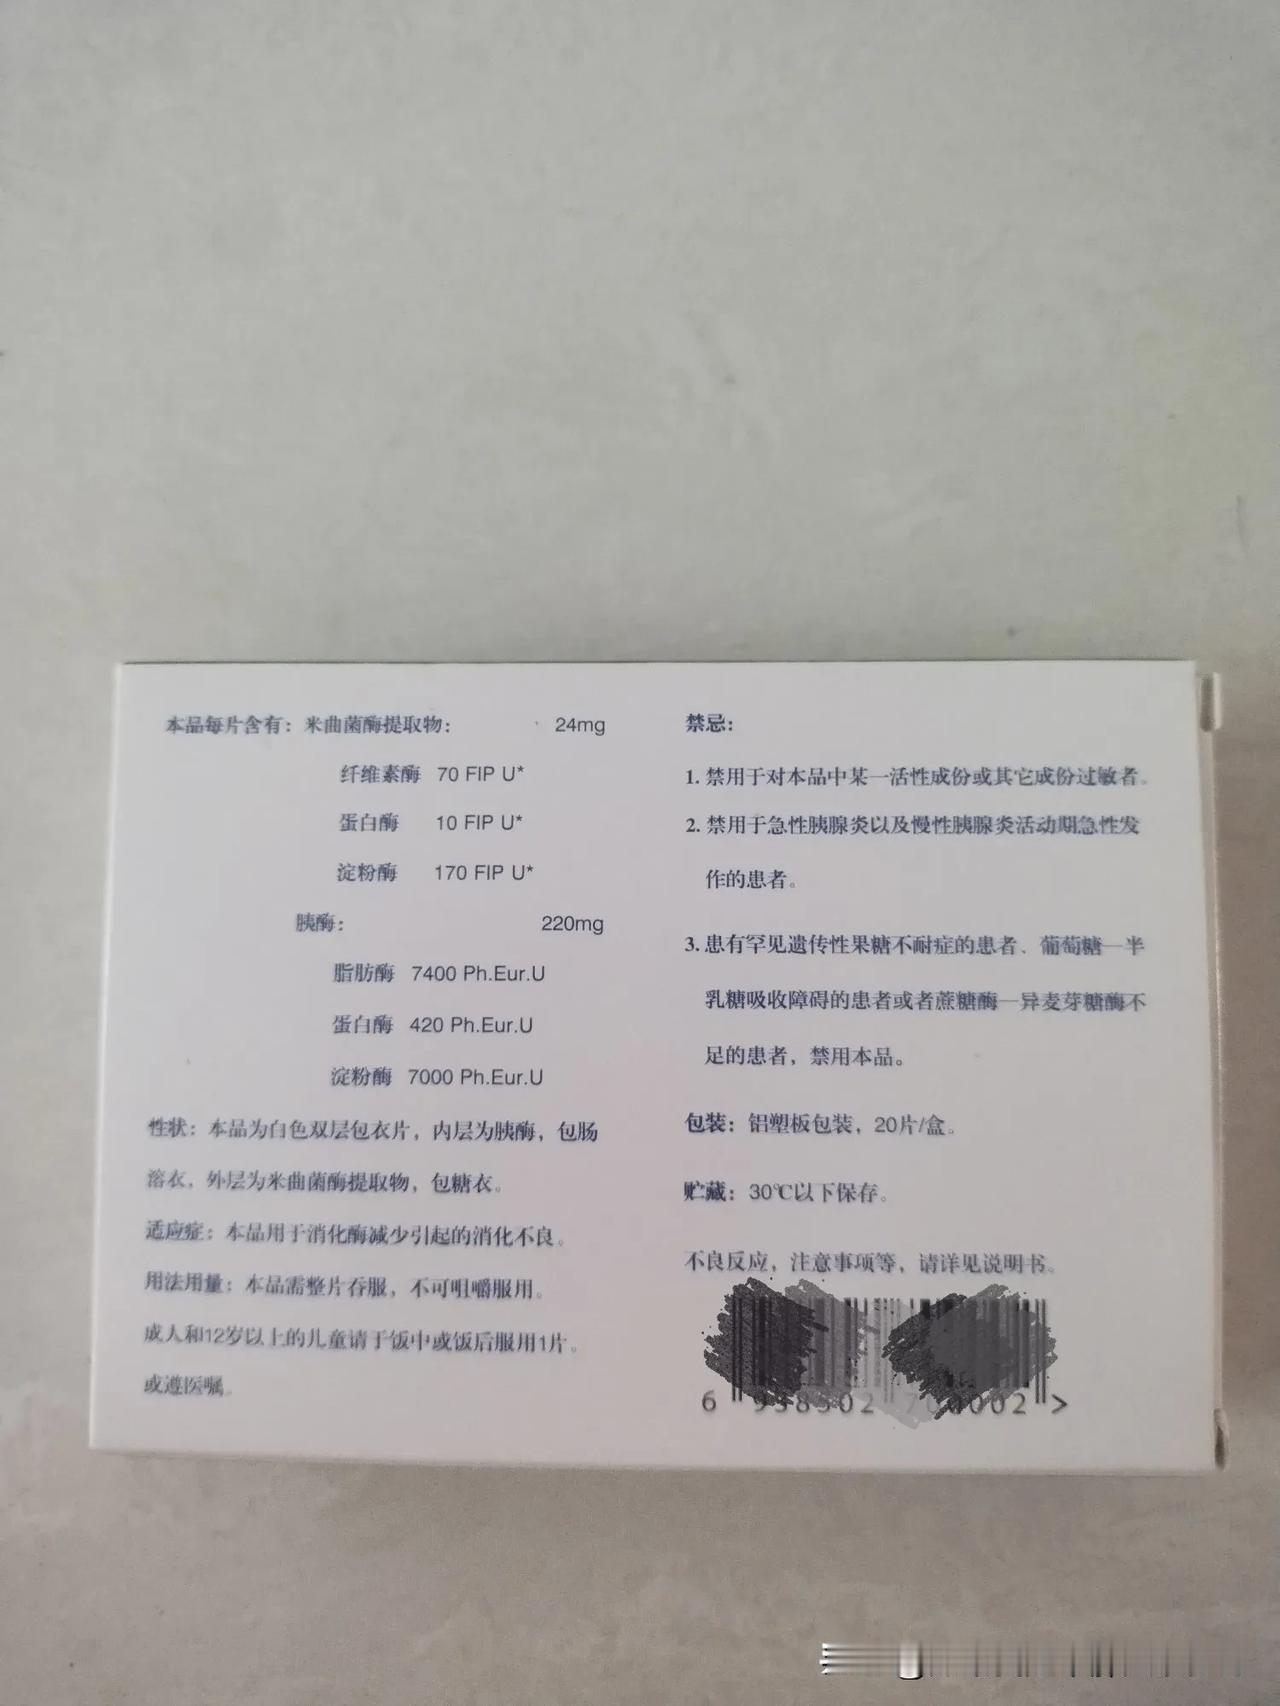 本品每片含有：米曲菌酶提取物： 24mg
纤维素酶 70 FIP U*
蛋白酶 10 FIP U*
淀粉酶 170 FIP U*
胰酶： 220mg
脂肪酶 7400 Ph.Eur.U
蛋白酶 420 Ph.Eur.U
淀粉酶 7000 Ph.Eur.U
性状：本品为白色双层包衣片，内层为胰酶，包肠
溶衣，外层为米曲菌酶提取物，包糖衣。
适应症：本品用于消化酶减少引起的消化不良。
用法用量：本品需整片吞服，不可咀嚼服用。
成人和12岁以上的儿童请于饭中或饭后服用1片。
或遵医嘱。
禁忌：
1. 禁用于对本品中某一活性成份或其它成份过敏者。
2. 禁用于急性胰腺炎以及慢性胰腺炎活动期急性发
作的患者。
3. 患有罕见遗传性果糖不耐症的患者、葡萄糖—半
乳糖吸收障碍的患者或者蔗糖酶—异麦芽糖酶不
足的患者，禁用本品。
包装：铝塑板包装，20片/盒。
贮藏：30℃以下保存。
不良反应，注意事项等，请详见说明书。
6